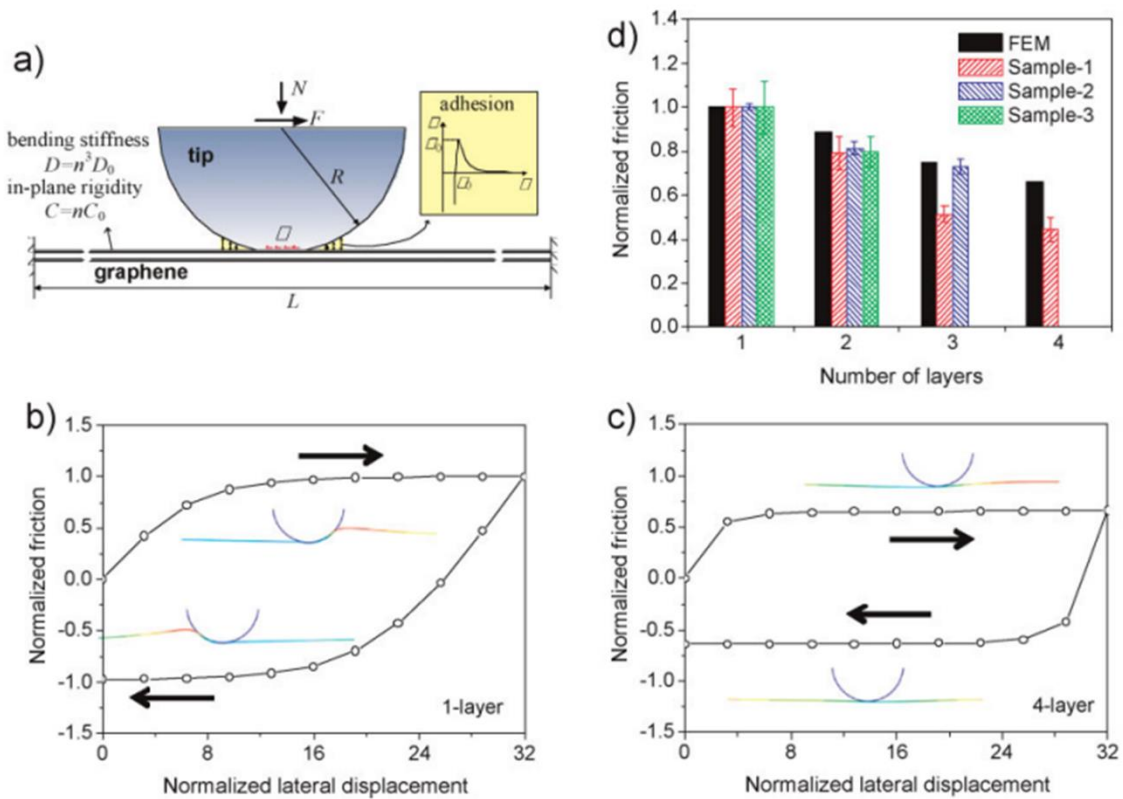 a)
N
F
bending stiffness
D=n³D₀
in-plane rigidity
C=nC₀
tip
R
adhesion
graphene
L
d)
Normalized friction
1.4
1.2
1.0
0.8
0.6
0.4
0.2
0.0
FEM
Sample-1
Sample-2
Sample-3
1 2 3 4
Number of layers
b)
Normalized friction
1.5
1.0
0.5
0.0
-0.5
-1.0
-1.5
1-layer
0 8 16 24 32
Normalized lateral displacement
c)
Normalized friction
1.5
1.0
0.5
0.0
-0.5
-1.0
-1.5
4-layer
0 8 16 24 32
Normalized lateral displacement